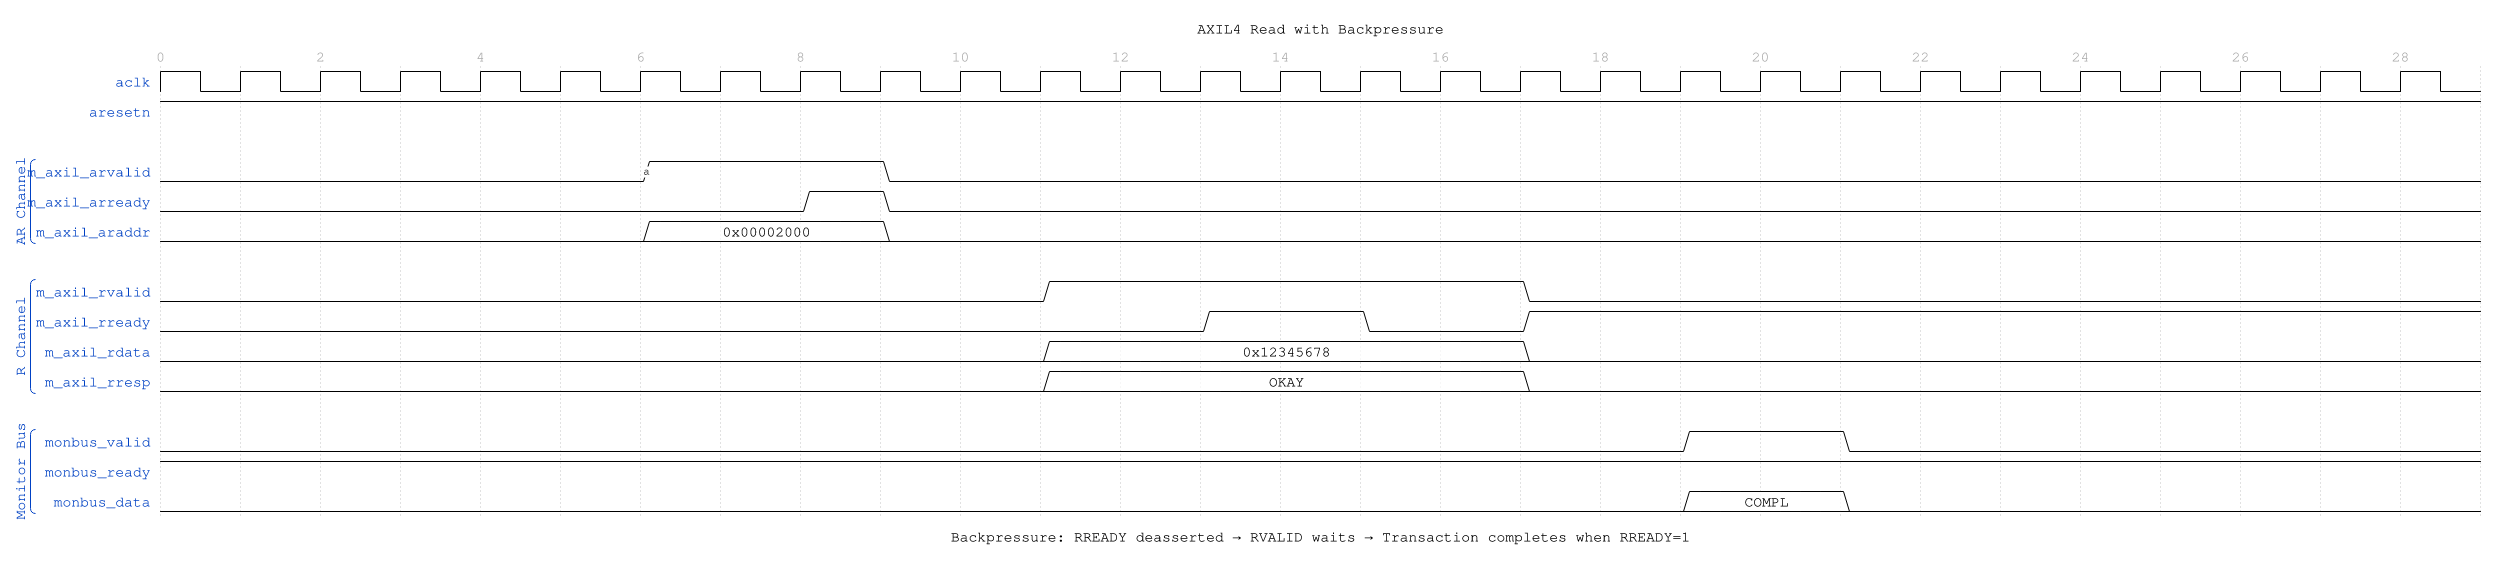 AXIL4 Read with Backpressure
0 2 4 6 8 10 12 14 16 18 20 22 24 26 28
aclk
aresetn
AR Channel
m_axil_arvalid
a
m_axil_arready
m_axil_araddr 0x00002000
R Channel
m_axil_rvalid
m_axil_rready
m_axil_rdata 0x12345678
m_axil_rresp OKAY
Monitor Bus
monbus_valid
monbus_ready
monbus_data COMPL
Backpressure: RREADY deasserted → RVALID waits → Transaction completes when RREADY=1